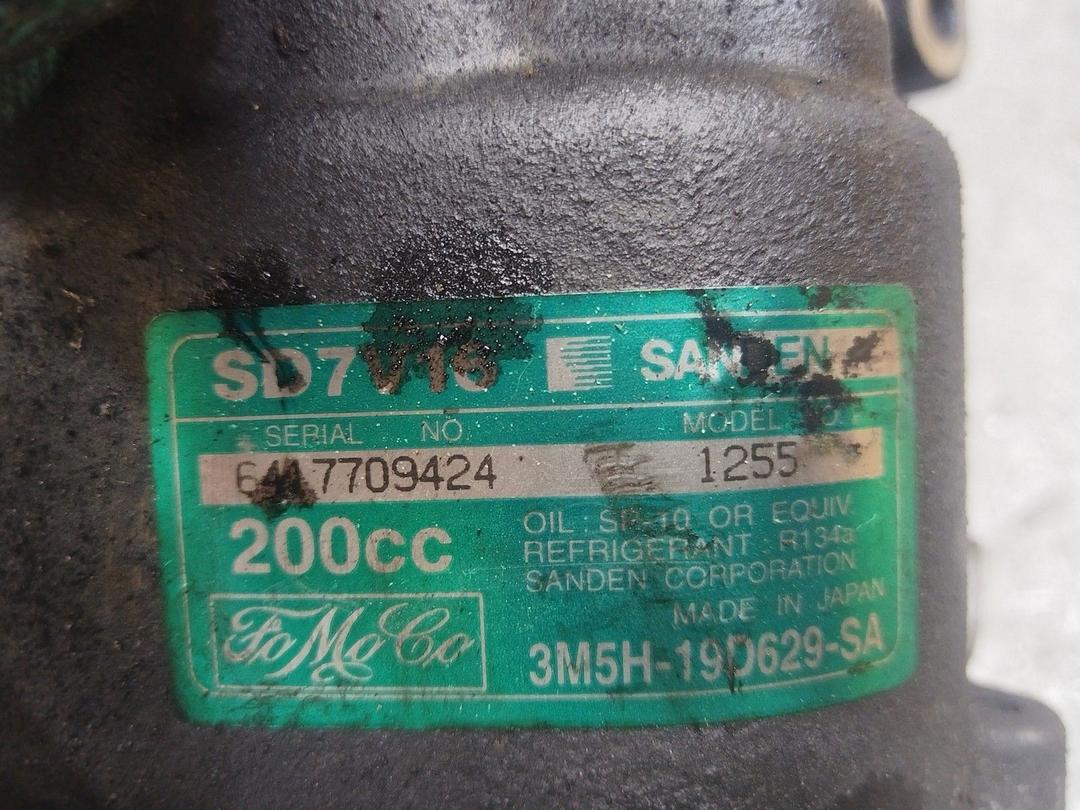 SD7V16 SANDEN
SERIAL NO. MODEL NO.
7709424 1255
200cc
OIL : SP-10 OR EQUIV
REFRIGERANT R134a
SANDEN CORPORATION
MADE IN JAPAN
FoMoCo
3M5H-19D629-SA